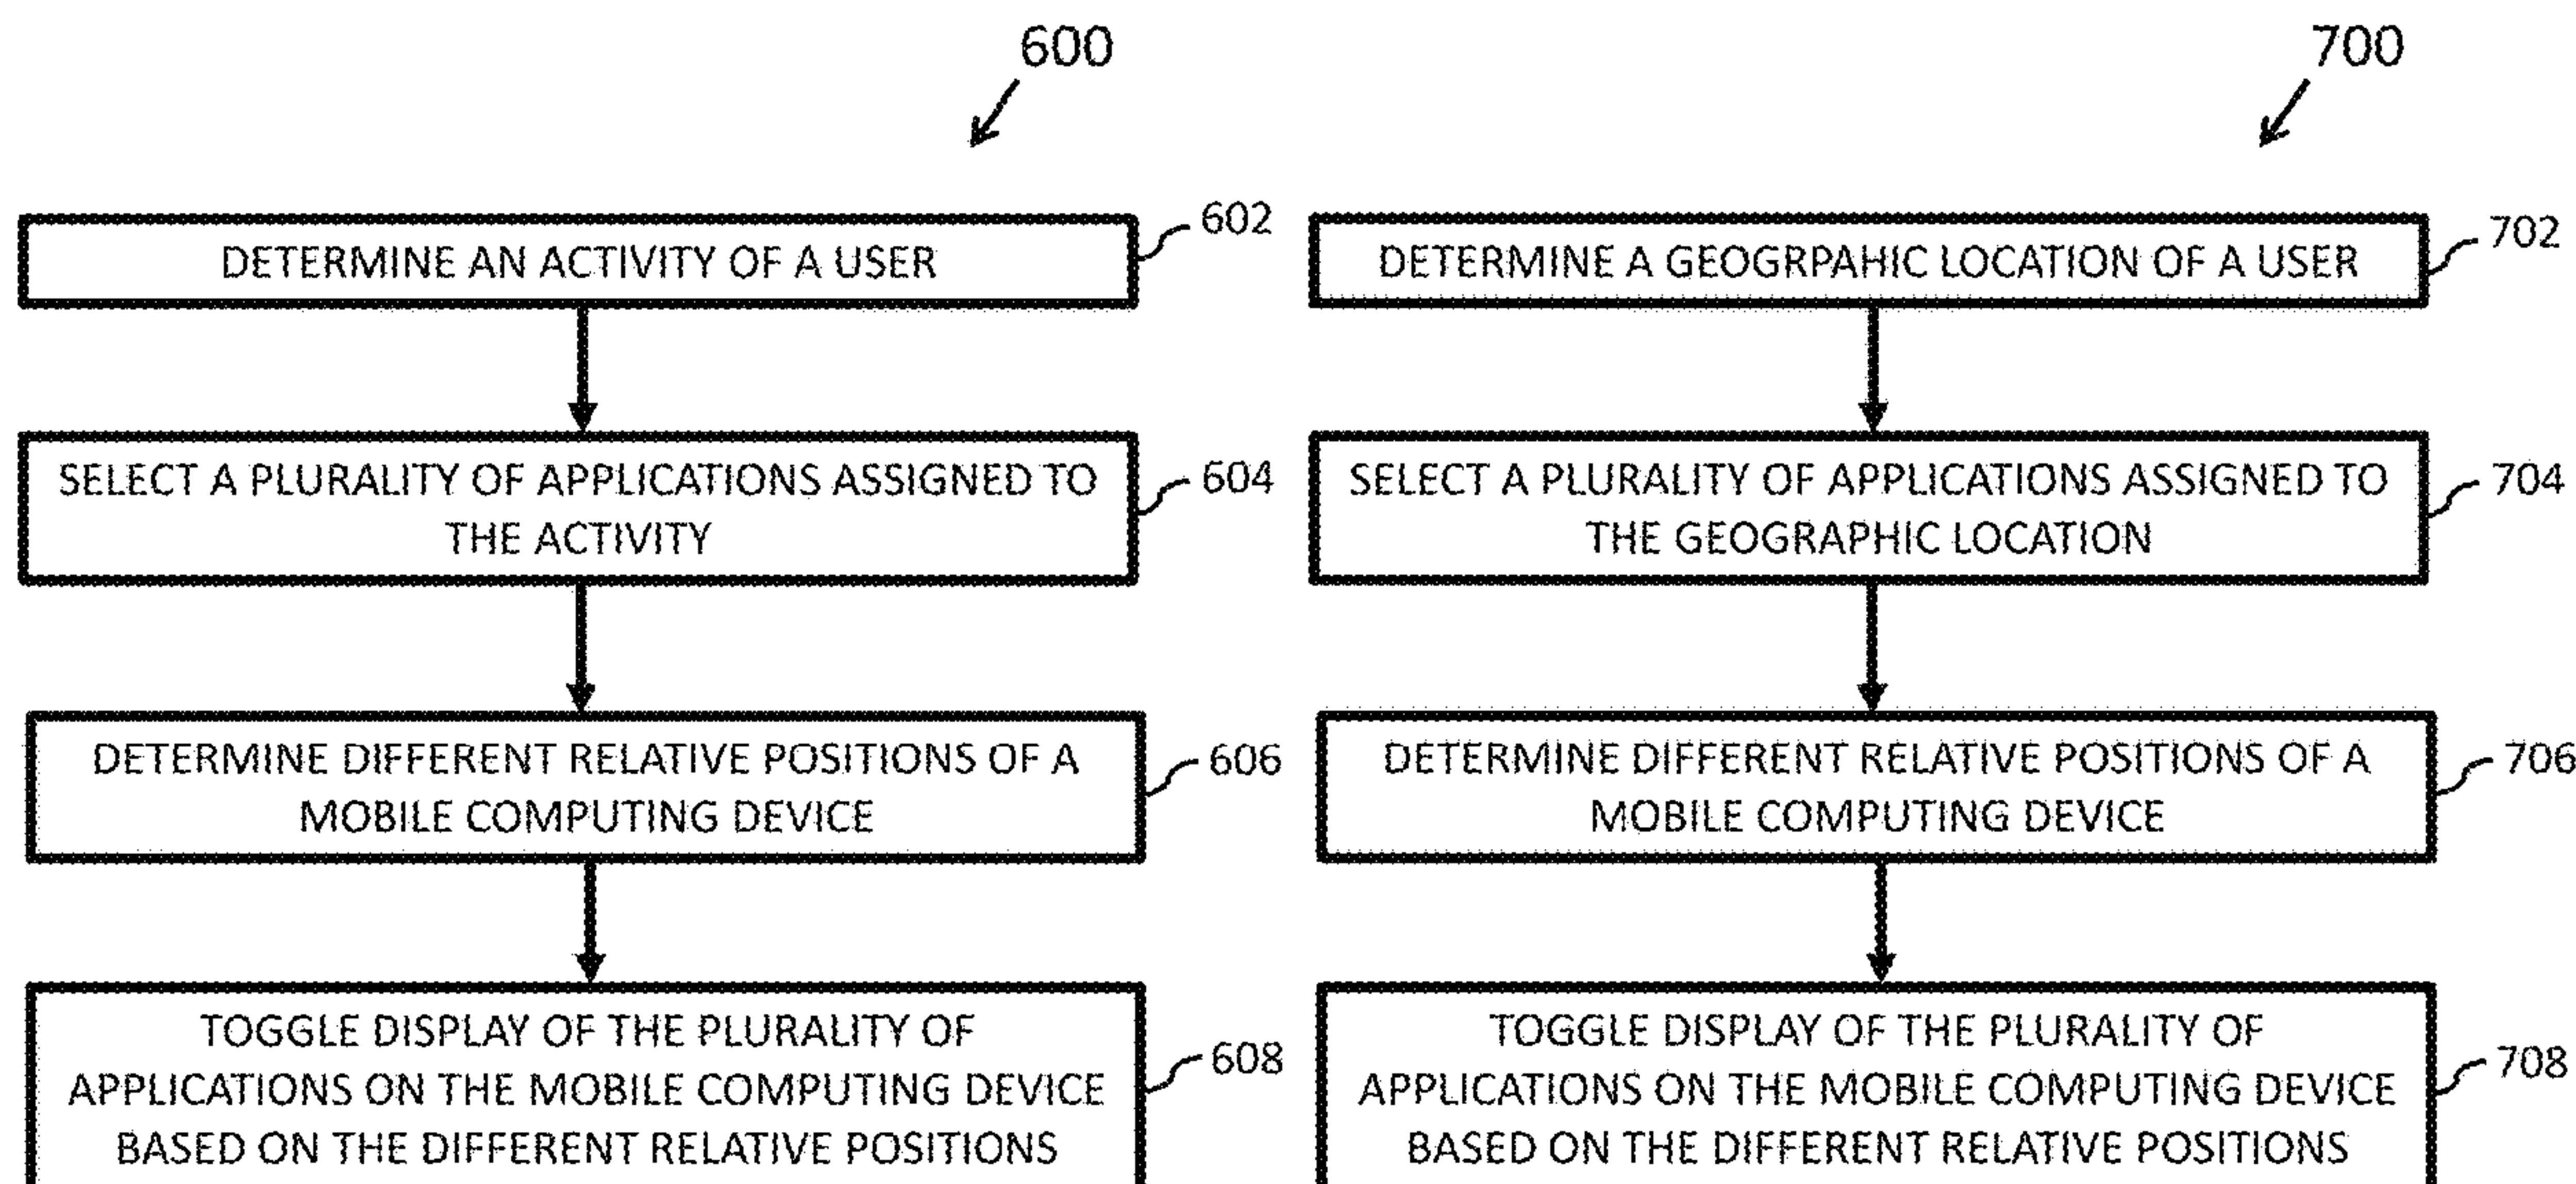 600
DETERMINE AN ACTIVITY OF A USER
602
SELECT A PLURALITY OF APPLICATIONS ASSIGNED TO
THE ACTIVITY
604
DETERMINE DIFFERENT RELATIVE POSITIONS OF A
MOBILE COMPUTING DEVICE
606
TOGGLE DISPLAY OF THE PLURALITY OF
APPLICATIONS ON THE MOBILE COMPUTING DEVICE
BASED ON THE DIFFERENT RELATIVE POSITIONS
608
700
DETERMINE A GEOGRPAHIC LOCATION OF A USER
702
SELECT A PLURALITY OF APPLICATIONS ASSIGNED TO
THE GEOGRAPHIC LOCATION
704
DETERMINE DIFFERENT RELATIVE POSITIONS OF A
MOBILE COMPUTING DEVICE
706
TOGGLE DISPLAY OF THE PLURALITY OF
APPLICATIONS ON THE MOBILE COMPUTING DEVICE
BASED ON THE DIFFERENT RELATIVE POSITIONS
708